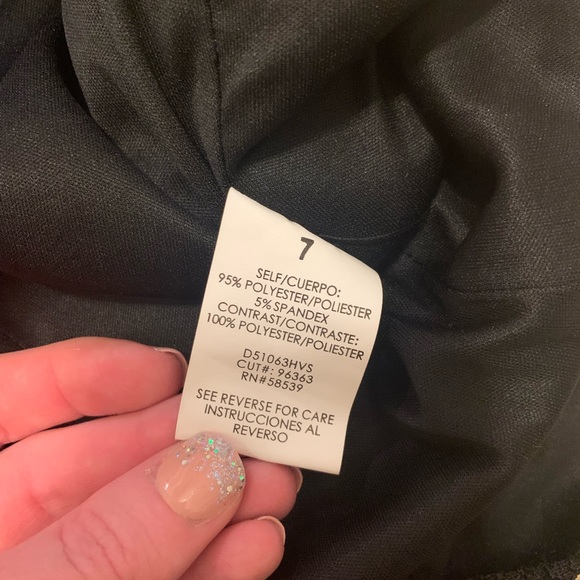 7
SELF/CUERPO:
95% POLYESTER/POLIESTER
5% SPANDEX
CONTRAST/CONTRASTE:
100% POLYESTER/POLIESTER
D51063HVS
CUT#: 96363
RN#58539
SEE REVERSE FOR CARE
INSTRUCCIONES AL
REVERSO